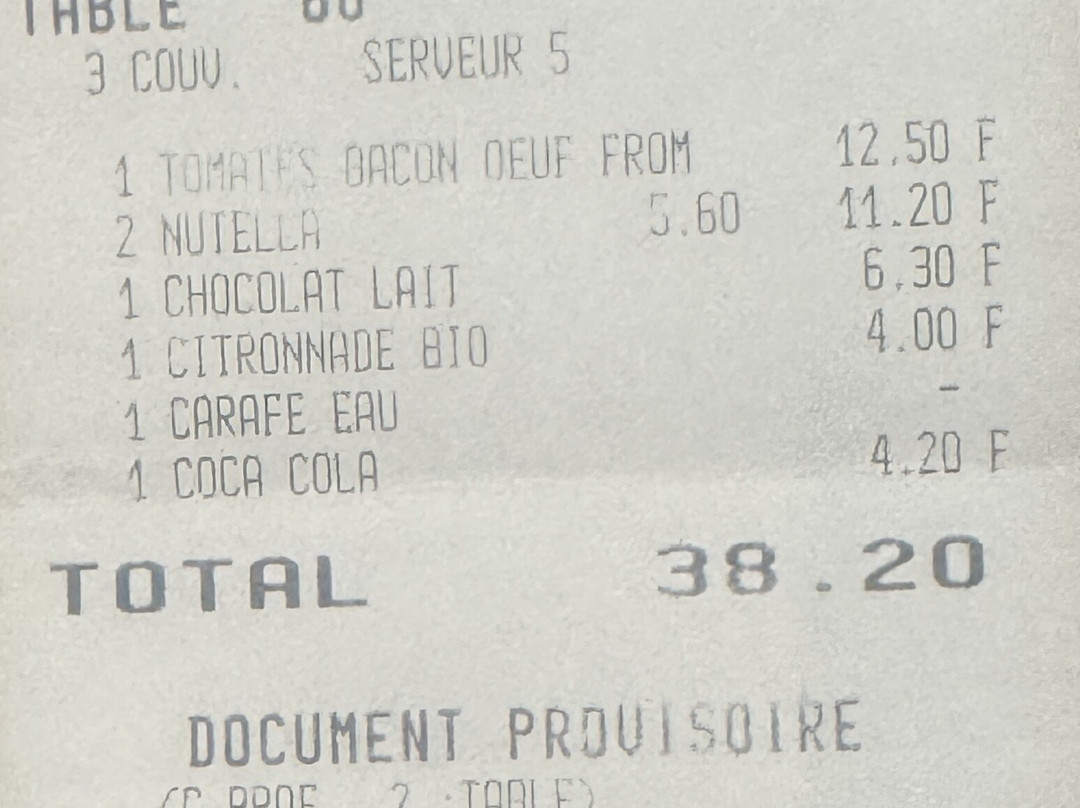 TABLE
3 COUV. SERVEUR 5
1 TOMATES BACON OEUF FROM 12.50 F
2 NUTELLA 5.60 11.20 F
1 CHOCOLAT LAIT 6.30 F
1 CITRONNADE BIO 4.00 F
1 CARAFE EAU -
1 COCA COLA 4.20 F
TOTAL 38.20
DOCUMENT PROVISOIRE